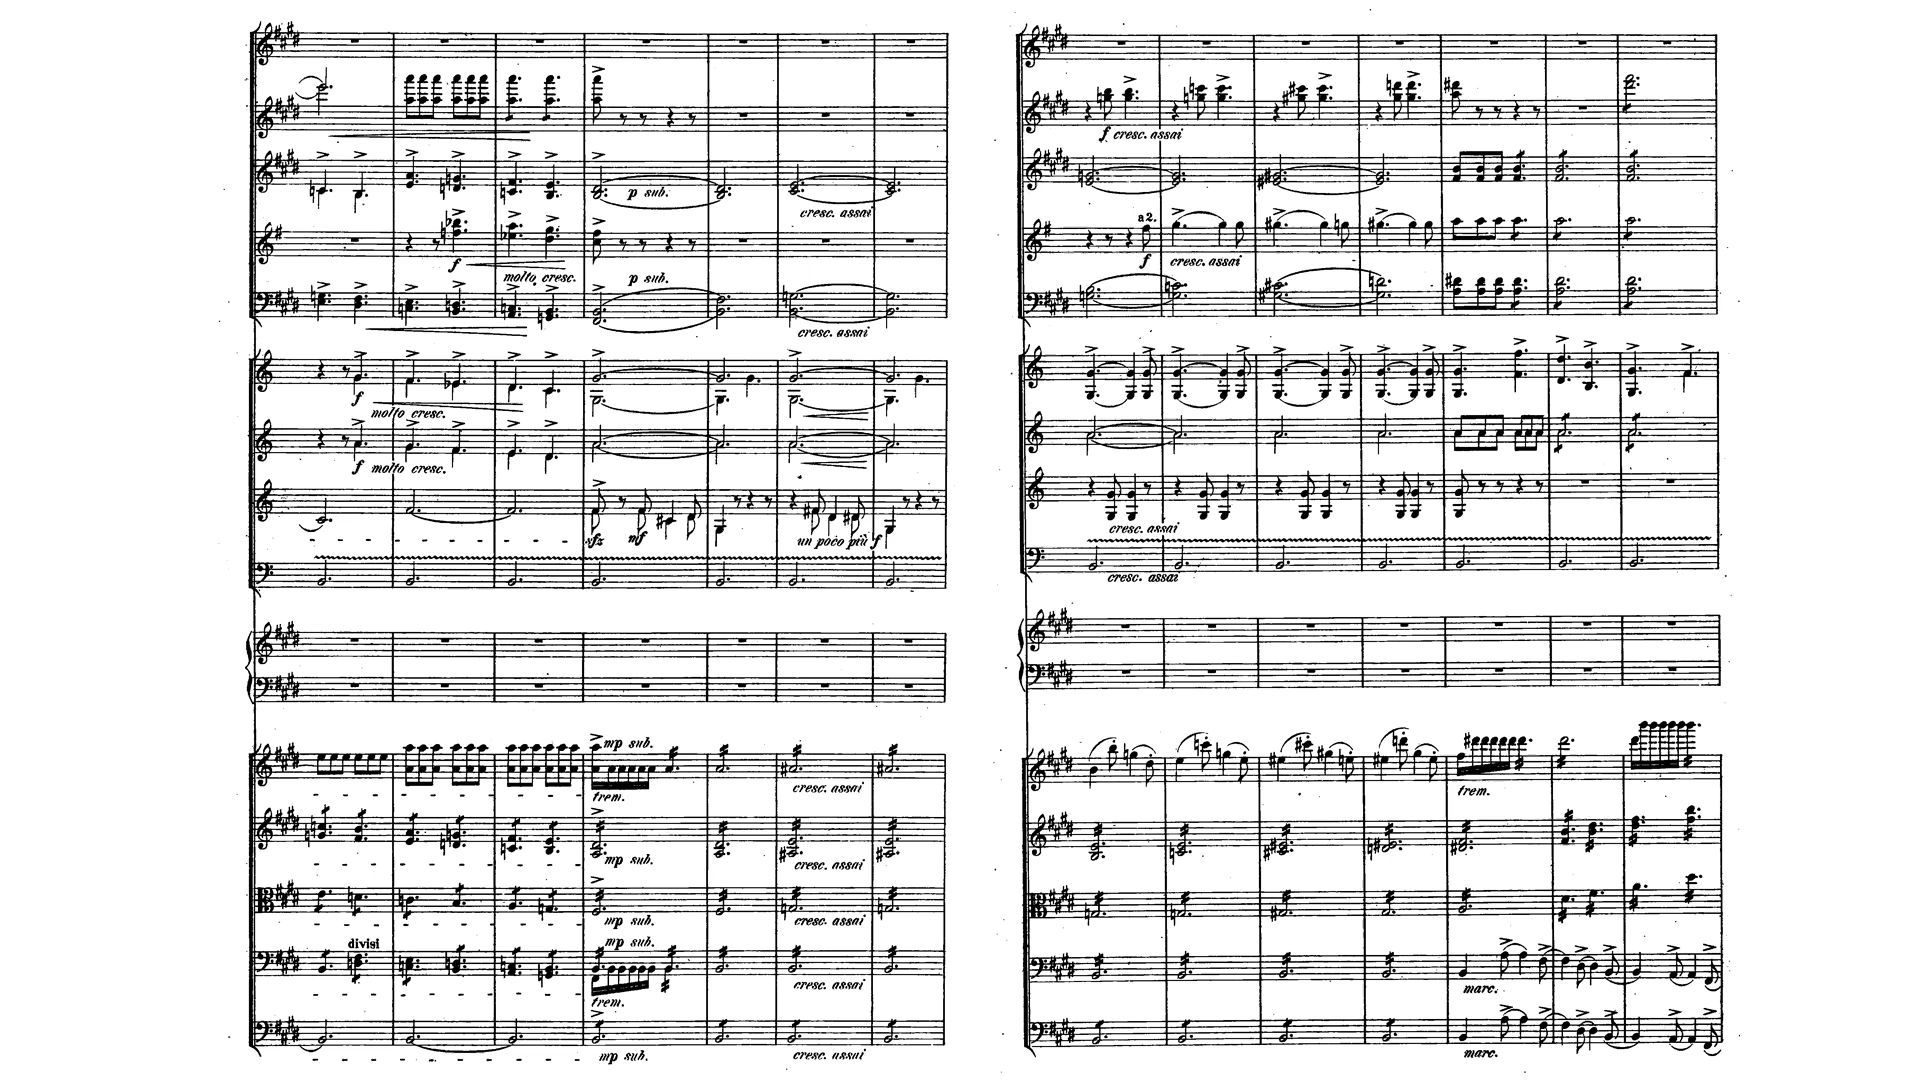 p sub.
cresc. assai
f
molto cresc.
p sub.
cresc. assai
f
molto cresc.
f molto cresc.
sfz
mf
un poco più f
mp sub.
trem.
cresc. assai
mp sub.
cresc. assai
mp sub.
cresc. assai
divisi
mp sub.
trem.
cresc. assai
mp sub.
cresc. assai
f cresc. assai
a2.
f
cresc. assai
cresc. assai
cresc. assai
trem.
marc.
marc.